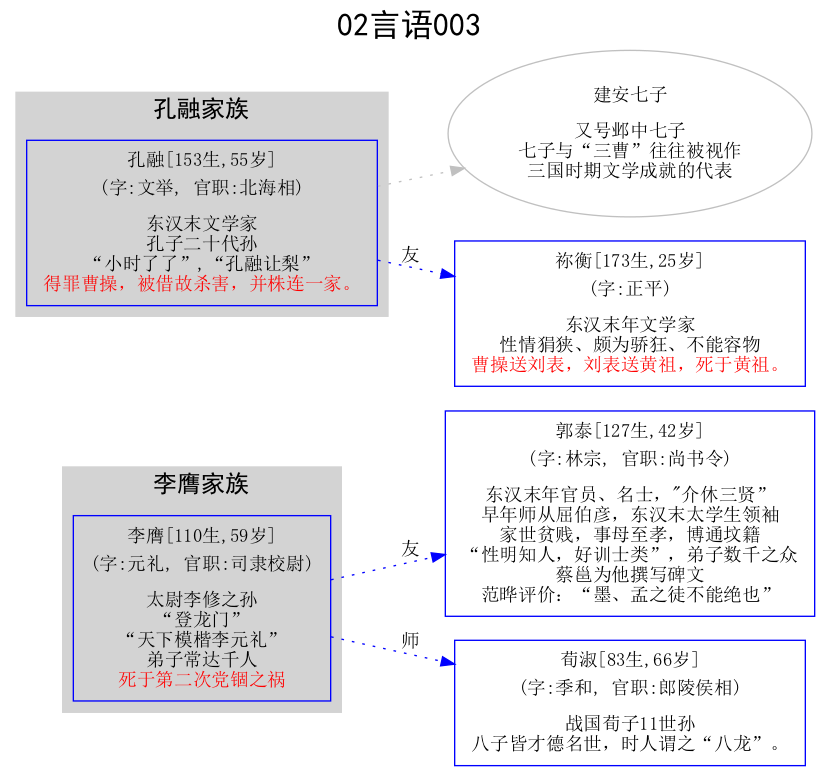 02言语003
孔融家族
孔融[153生,55岁]
(字:文举, 官职:北海相)
东汉末文学家
孔子二十代孙
“小时了了”,“孔融让梨”
得罪曹操，被借故杀害，并株连一家。
建安七子
又号邺中七子
七子与“三曹”往往被视作
三国时期文学成就的代表
友
祢衡[173生,25岁]
(字:正平)
东汉末年文学家
性情狷狭、颇为骄狂、不能容物
曹操送刘表，刘表送黄祖，死于黄祖。
李膺家族
李膺[110生,59岁]
(字:元礼, 官职:司隶校尉)
太尉李修之孙
“登龙门”
“天下模楷李元礼”
弟子常达千人
死于第二次党锢之祸
友
郭泰[127生,42岁]
(字:林宗, 官职:尚书令)
东汉末年官员、名士，"介休三贤”
早年师从屈伯彦，东汉末太学生领袖
家世贫贱，事母至孝，博通坟籍
“性明知人，好训士类”，弟子数千之众
蔡邕为他撰写碑文
范晔评价：“墨、孟之徒不能绝也”
师
荀淑[83生,66岁]
(字:季和, 官职:郎陵侯相)
战国荀子11世孙
八子皆才德名世，时人谓之“八龙”。